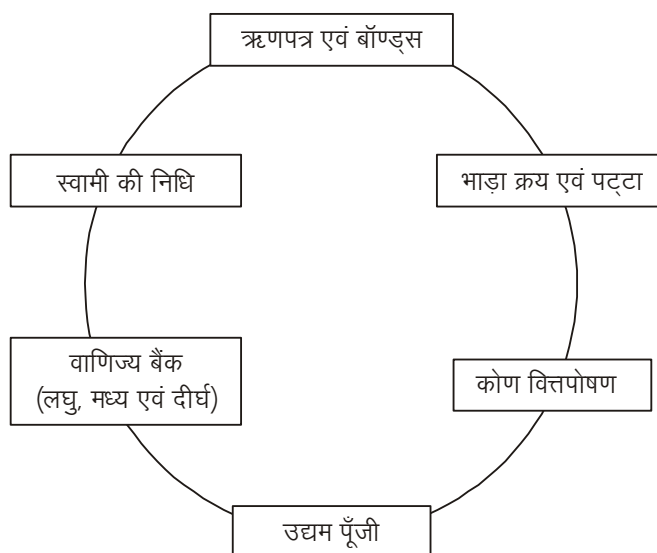 ऋणपत्र एवं बॉण्ड्स
स्वामी की निधि
भाड़ा क्रय एवं पट्टा
वाणिज्य बैंक
(लघु, मध्य एवं दीर्घ)
कोण वित्तपोषण
उद्यम पूँजी